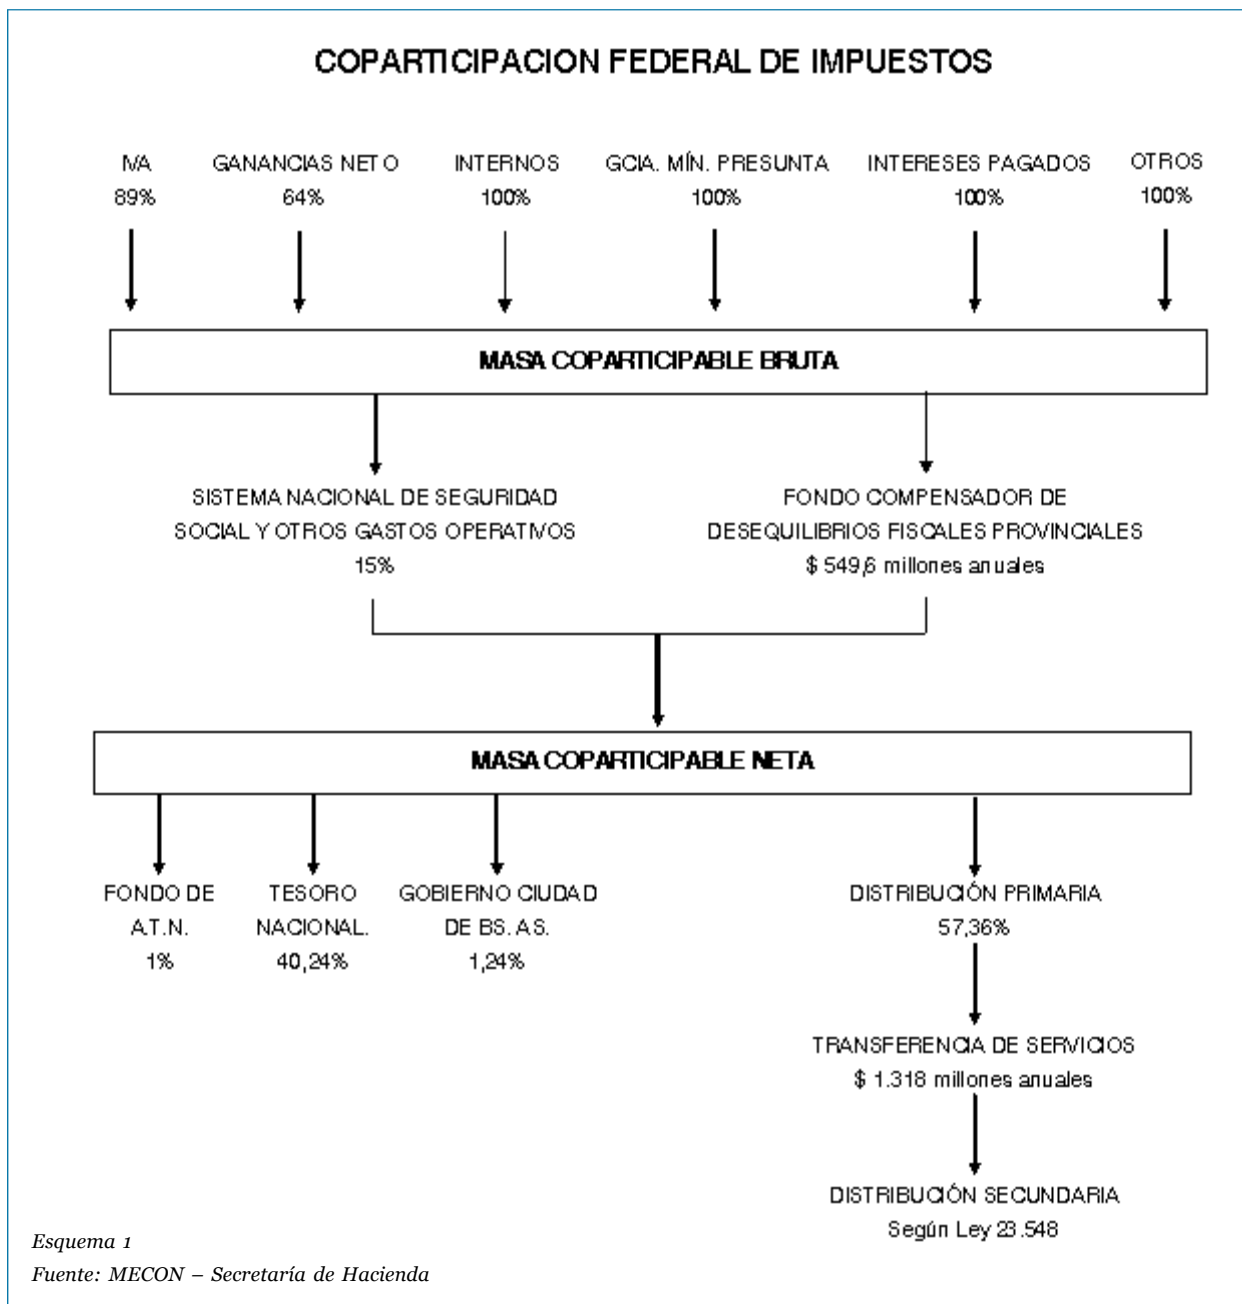 COPARTICIPACION FEDERAL DE IMPUESTOS
IVA
89%
GANANCIAS NETO
64%
INTERNOS
100%
GCIA. MÍN. PRESUNTA
100%
INTERESES PAGADOS
100%
OTROS
100%
MASA COPARTICIPABLE BRUTA
SISTEMA NACIONAL DE SEGURIDAD
SOCIAL Y OTROS GASTOS OPERATIVOS
15%
FONDO COMPENSADOR DE
DESEQUILIBRIOS FISCALES PROVINCIALES
$ 549,6 millones anuales
MASA COPARTICIPABLE NETA
FONDO DE
A.T.N.
1%
TESORO
NACIONAL.
40,24%
GOBIERNO CIUDAD
DE BS. AS.
1,24%
DISTRIBUCIÓN PRIMARIA
57,36%
TRANSFERENCIA DE SERVICIOS
$ 1.318 millones anuales
DISTRIBUCIÓN SECUNDARIA
Según Ley 23.548
Esquema 1
Fuente: MECON – Secretaría de Hacienda